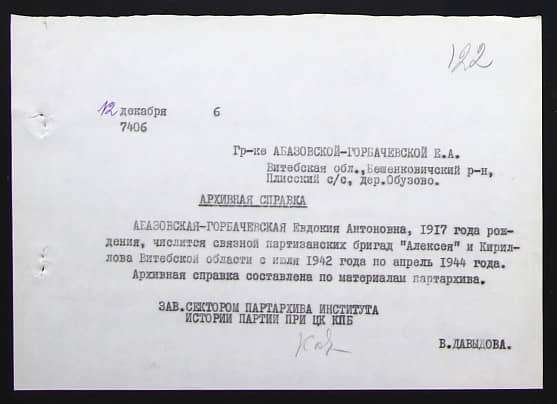 122
12 декабря 6
7406
Гр-ке АБАЗОВСКОЙ-ГОРБАЧЕВСКОЙ Е.А.
Витебская обл.,Бешенковичский р-н,
Плисский с/с, дер.Обузово.
АРХИВНАЯ СПРАВКА
АБАЗОВСКАЯ-ГОРБАЧЕВСКАЯ Евдокия Антоновна, 1917 года рож-
дения, числится связной партизанских бригад "Алексея" и Кирил-
лова Витебской области с июля 1942 года по апрель 1944 года.
Архивная справка составлена по материалам партархива.
ЗАВ.СЕКТОРОМ ПАРТАРХИВА ИНСТИТУТА
ИСТОРИИ ПАРТИИ ПРИ ЦК КПБ
В.ДАВЫДОВА.